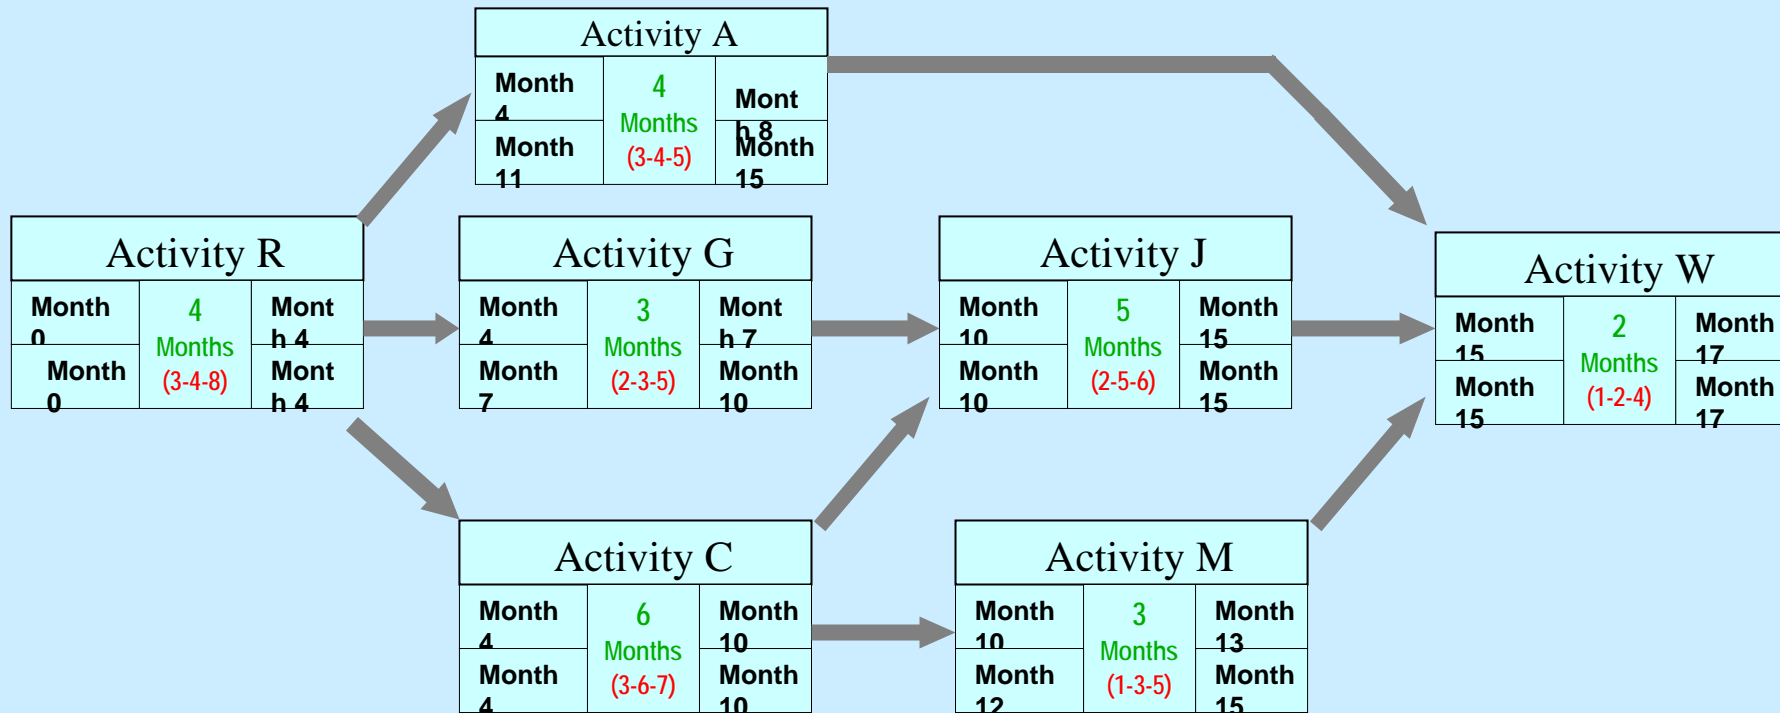 Activity A
Month
4
4
Months
(3-4-5)
Mont
h 8
Month
11
Month
15
Activity R
Month
0
4
Months
(3-4-8)
Mont
h 4
Month
0
Mont
h 4
Activity G
Month
4
3
Months
(2-3-5)
Mont
h 7
Month
7
Month
10
Activity J
Month
10
5
Months
(2-5-6)
Month
15
Month
10
Month
15
Activity W
Month
15
2
Months
(1-2-4)
Month
17
Month
15
Month
17
Activity C
Month
4
6
Months
(3-6-7)
Month
10
Month
4
Month
10
Activity M
Month
10
3
Months
(1-3-5)
Month
13
Month
12
Month
15